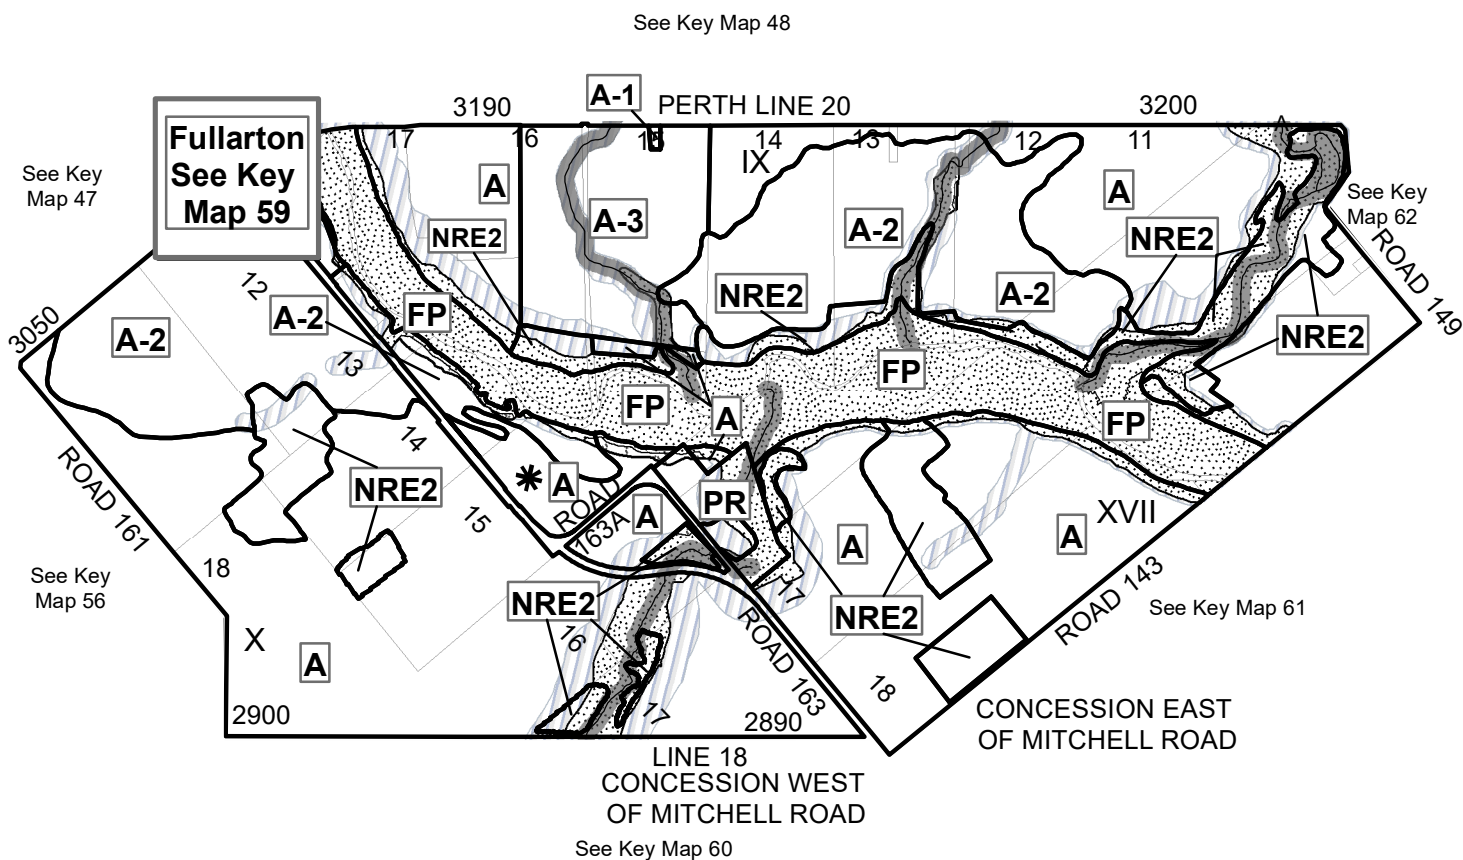 See Key Map 48
A-1
3190
PERTH LINE 20
3200
Fullarton
See Key
Map 59
17
16
15
14
13
12
11
IX
See Key
Map 47
A
A-3
A-2
A
See Key
Map 62
NRE2
NRE2
ROAD 149
12
A-2
FP
NRE2
A-2
NRE2
3050
A-2
13
FP
FP
A
FP
14
NRE2
A
ROAD
163A
A
PR
ROAD 161
15
A
A
XVII
18
See Key
Map 56
NRE2
17
NRE2
ROAD 143
See Key Map 61
X
A
16
ROAD 163
18
17
2900
2890
CONCESSION EAST
OF MITCHELL ROAD
LINE 18
CONCESSION WEST
OF MITCHELL ROAD
See Key Map 60